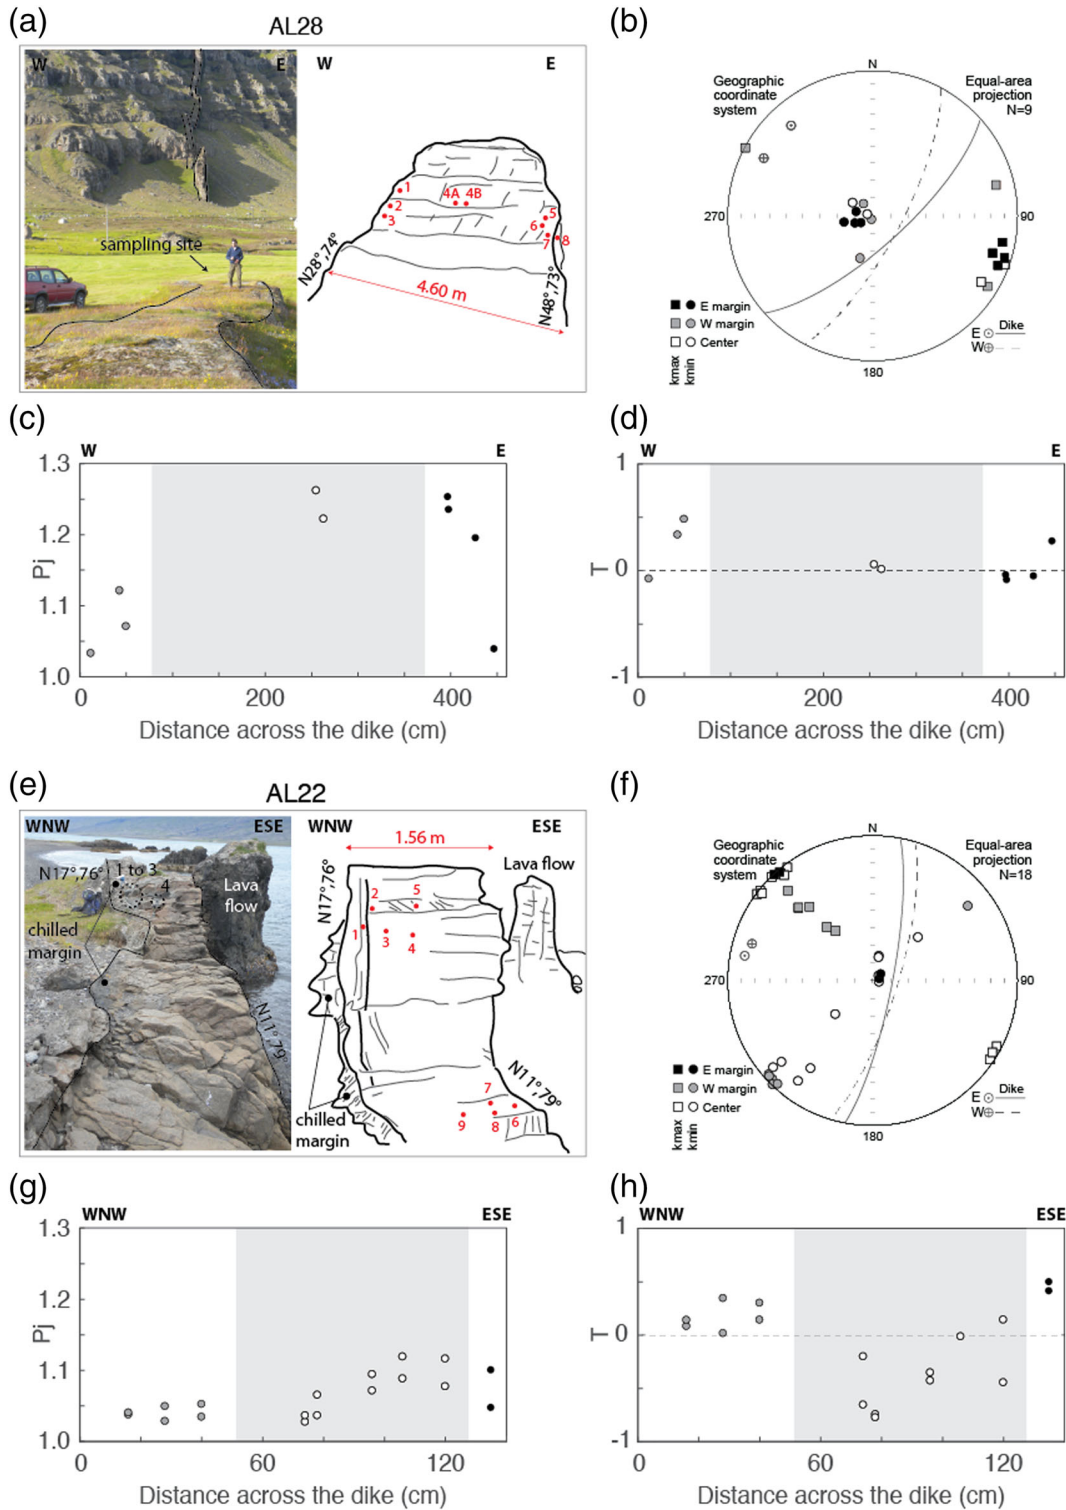 (a)
AL28
W
E
sampling site
W
E
1
2
3
4A
4B
5
6
7
8
N28°,74°
4.60 m
N48°,73°
(b)
Geographic
coordinate
system
N
Equal-area
projection
N=9
270
90
180
E margin
W margin
Center
kmax
kmin
E
Dike
W
(c)
W
E
1.3
1.2
1.1
1.0
Pj
0
200
400
Distance across the dike (cm)
(d)
W
E
1
0
-1
T
0
200
400
Distance across the dike (cm)
(e)
AL22
WNW
ESE
N17°,76°
1 to 3
4
Lava
flow
chilled
margin
N11°,79°
WNW
1.56 m
ESE
Lava flow
N17°,76°
2
5
1
3
4
N11°,79°
7
9
8
6
chilled
margin
(f)
Geographic
coordinate
system
N
Equal-area
projection
N=18
270
90
180
E margin
W margin
Center
kmax
kmin
E
Dike
W
(g)
WNW
ESE
1.3
1.2
1.1
1.0
Pj
0
60
120
Distance across the dike (cm)
(h)
WNW
ESE
1
0
-1
T
0
60
120
Distance across the dike (cm)